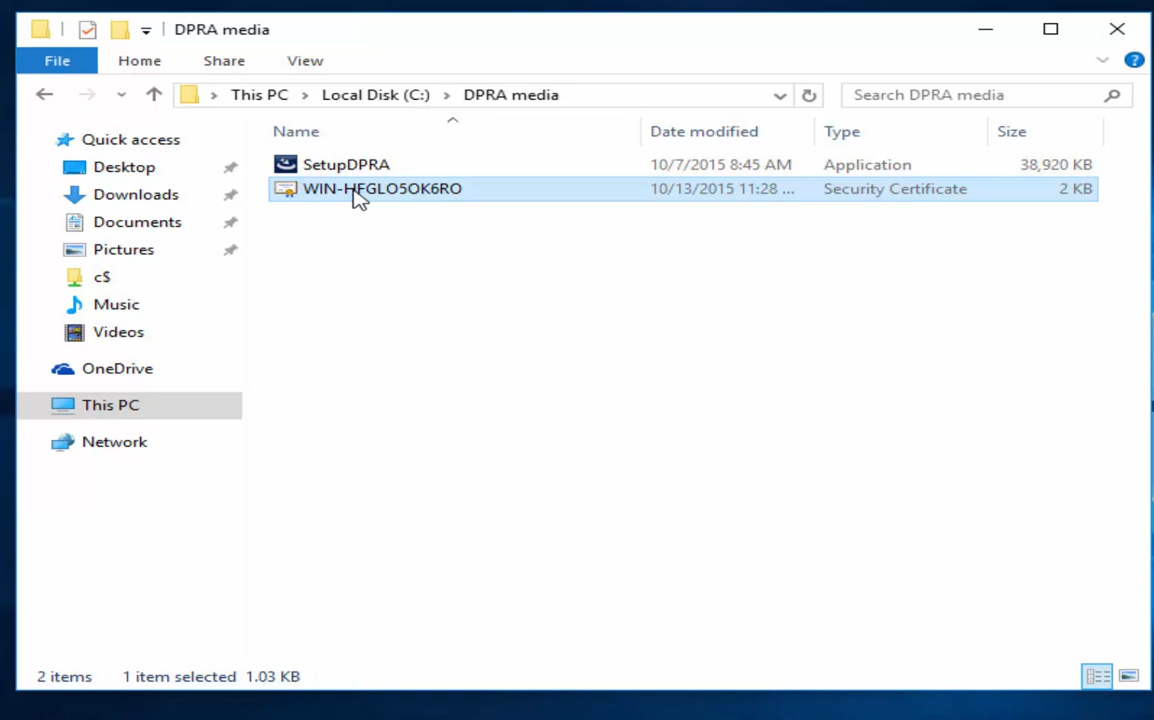 DPRA media
File Home Share View
This PC > Local Disk (C:) > DPRA media
Search DPRA media
Name Date modified Type Size
Quick access
Desktop
Downloads
Documents
Pictures
c$
Music
Videos
OneDrive
This PC
Network
SetupDPRA 10/7/2015 8:45 AM Application 38,920 KB
WIN-HFGLO5OK6RO 10/13/2015 11:28 ... Security Certificate 2 KB
2 items 1 item selected 1.03 KB